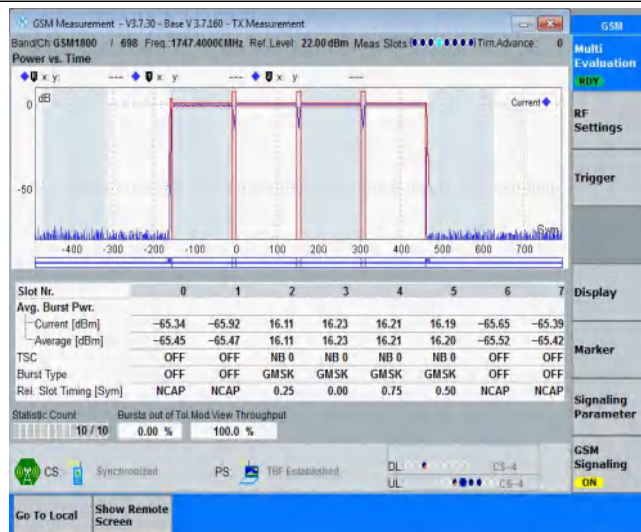 GSM Measurement - V3.7.30 - Base V 3.7.160 - TX Measurement
GSM
Band/Ch: GSM1800 / 698 Freq.:1747.40000MHz Ref.Level: 22.00 dBm Meas Slots: Tim.Advance: 0
Multi Evaluation
RDY
Power vs. Time
x: y: --- x y --- x y ---
dB
Current
0
-50
Sym
-400 -300 -200 -100 0 100 200 300 400 500 600 700
RF Settings
Trigger
Slot Nr. 0 1 2 3 4 5 6 7
Avg. Burst Pwr.
Current [dBm] -65.34 -65.92 16.11 16.23 16.21 16.19 -65.65 -65.39
Average [dBm] -65.45 -65.47 16.11 16.23 16.21 16.20 -65.52 -65.42
TSC OFF OFF NB 0 NB 0 NB 0 NB 0 OFF OFF
Burst Type OFF OFF GMSK GMSK GMSK GMSK OFF OFF
Rel. Slot Timing [Sym] NCAP NCAP 0.25 0.00 0.75 0.50 NCAP NCAP
Display
Marker
Signaling Parameter
Statistic Count Bursts out of Tol. Mod.View Throughput
10 / 10 0.00 % 100.0 %
GSM Signaling
ON
CS: Synchronized PS: TBF Established DL: CS-4
UL: CS-4
Go To Local
Show Remote Screen